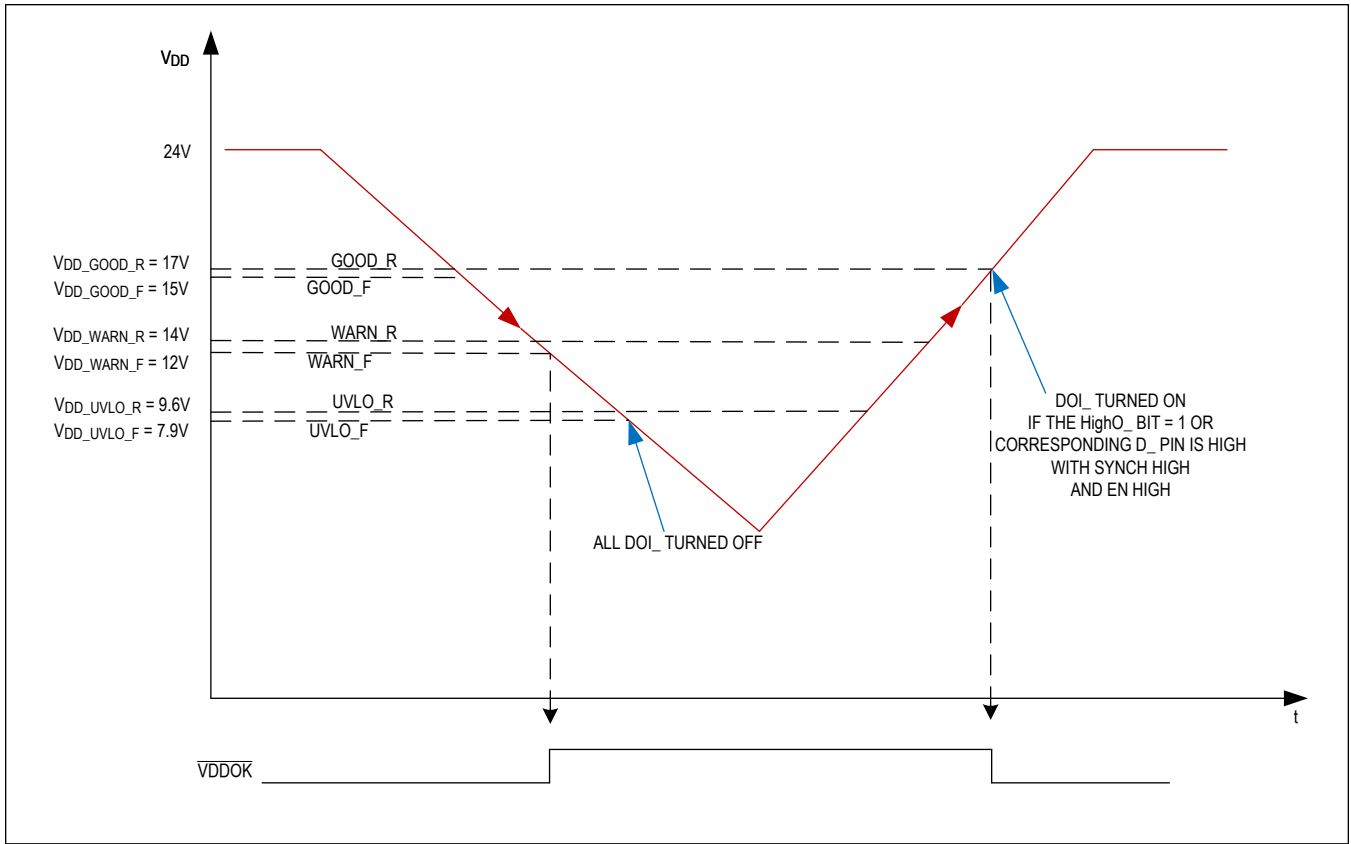 VDD
24V
VDD_GOOD_R = 17V
GOOD_R
VDD_GOOD_F = 15V
GOOD_F
VDD_WARN_R = 14V
WARN_R
VDD_WARN_F = 12V
WARN_F
VDD_UVLO_R = 9.6V
UVLO_R
VDD_UVLO_F = 7.9V
UVLO_F
DOI_ TURNED ON
IF THE HighO_ BIT = 1 OR
CORRESPONDING D_ PIN IS HIGH
WITH SYNCH HIGH
AND EN HIGH
ALL DOI_ TURNED OFF
t
VDDOK